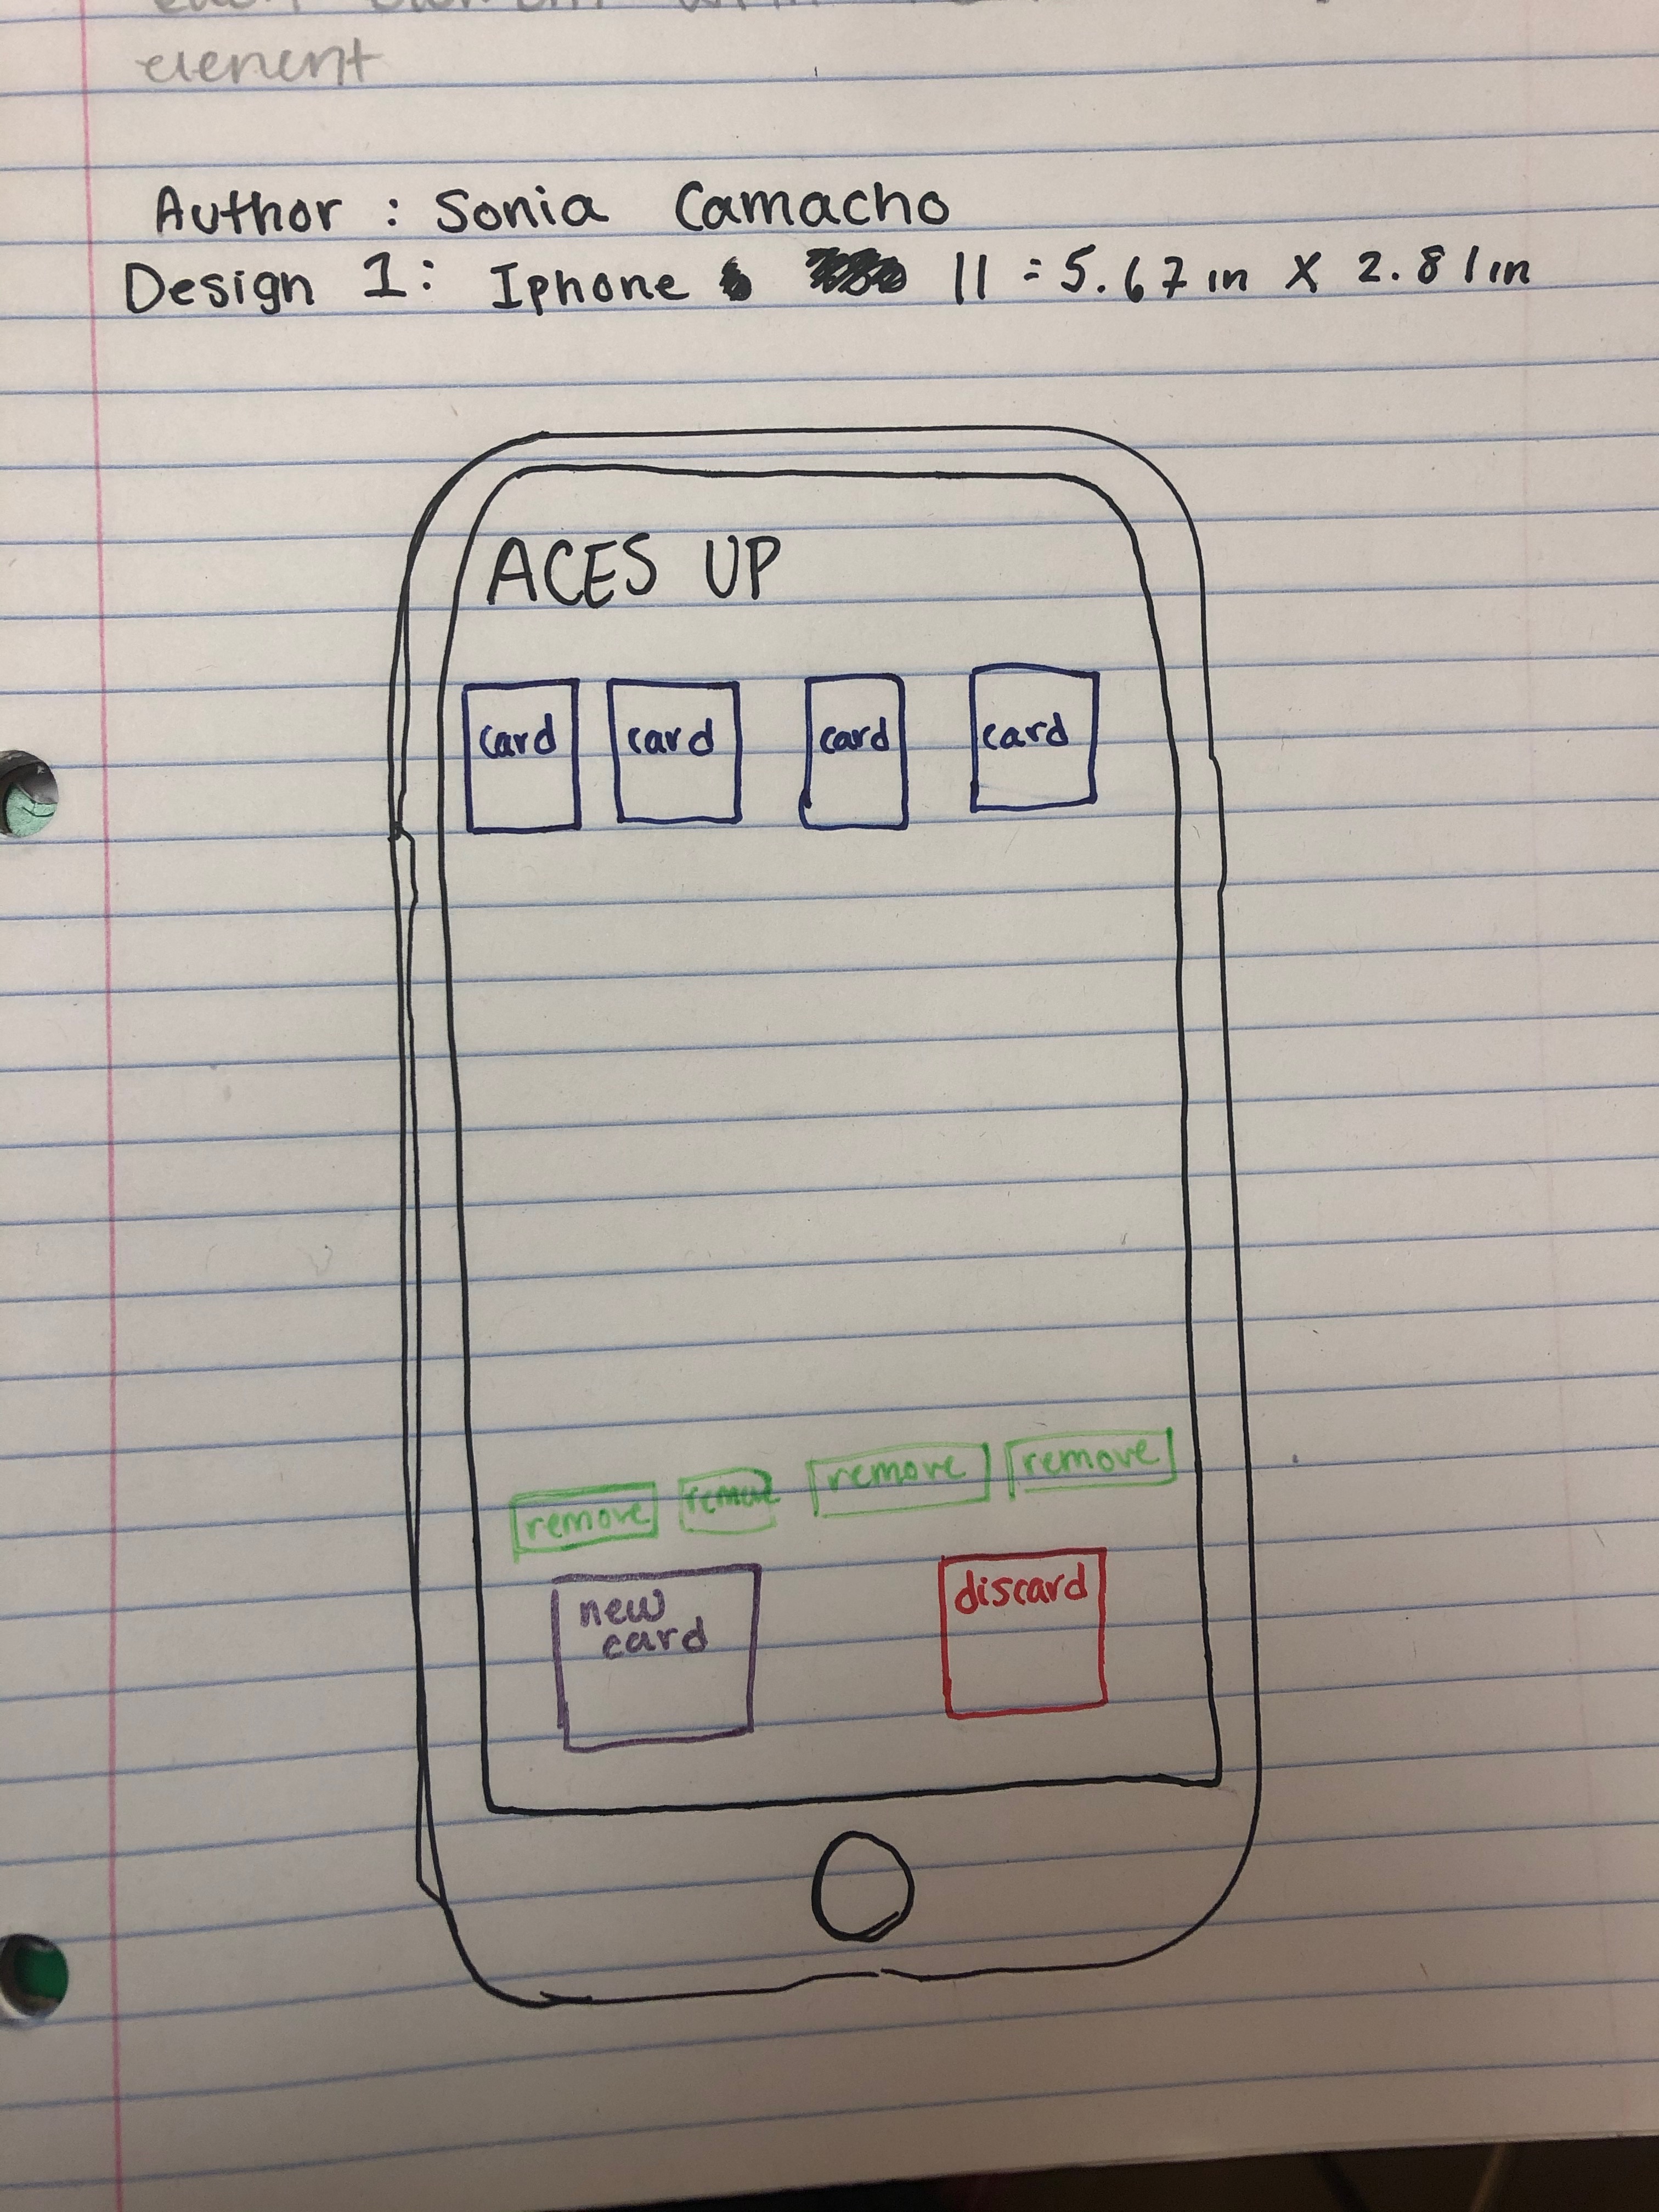 element
Author : Sonia Camacho
Design 1: Iphone 11 = 5.67 in X 2.81 in
ACES UP
card card card card
remove remove remove remove
new
card
discard